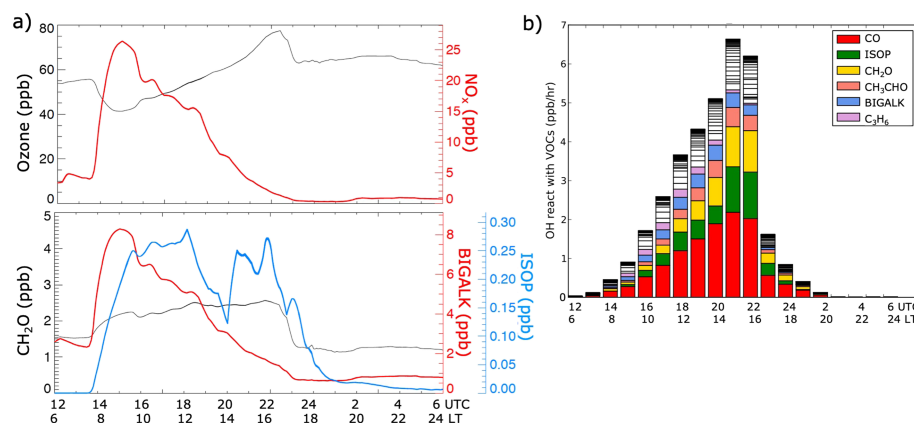 a)
80
60
40
20
0
Ozone (ppb)
25
20
15
10
5
0
NOx (ppb)
5
4
3
2
1
0
CH2O (ppb)
8
6
4
2
0
BIGALK (ppb)
0.30
0.25
0.20
0.15
0.10
0.05
0.00
ISOP (ppb)
12 14 16 18 20 22 24 2 4 6 UTC
6 8 10 12 14 16 18 20 22 24 LT
b)
7
6
5
4
3
2
1
0
OH react with VOCs (ppb/hr)
CO
ISOP
CH2O
CH3CHO
BIGALK
C3H6
12 14 16 18 20 22 24 2 4 6 UTC
6 8 10 12 14 16 18 20 22 24 LT